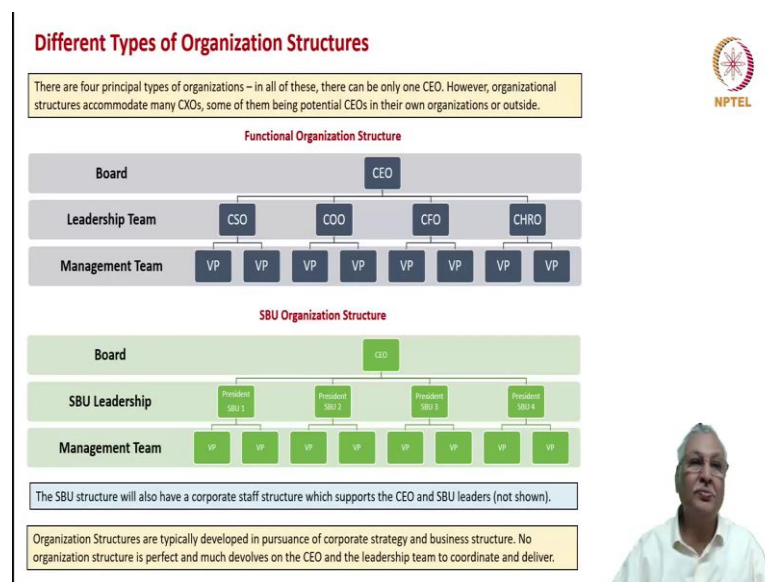 Different Types of Organization Structures
NPTEL
There are four principal types of organizations – in all of these, there can be only one CEO. However, organizational
structures accommodate many CXOs, some of them being potential CEOs in their own organizations or outside.
Functional Organization Structure
Board CEO
Leadership Team CSO COO CFO CHRO
Management Team VP VP VP VP VP VP VP VP
SBU Organization Structure
Board CEO
SBU Leadership President President President President
SBU 1 SBU 2 SBU 3 SBU 4
Management Team VP VP VP VP VP VP VP VP
The SBU structure will also have a corporate staff structure which supports the CEO and SBU leaders (not shown).
Organization Structures are typically developed in pursuance of corporate strategy and business structure. No
organization structure is perfect and much devolves on the CEO and the leadership team to coordinate and deliver.